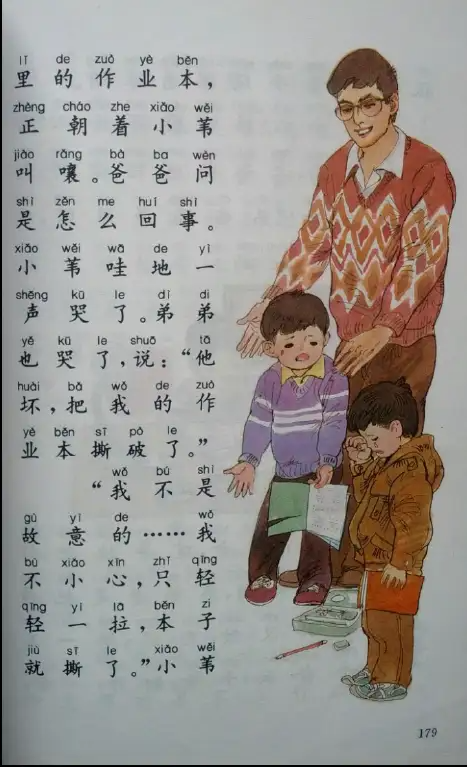 lǐ de zuò yè běn
里的作业本，
zhèng cháo zhe xiǎo wěi
正朝着小苇
jiào rǎng bà ba wèn
叫嚷。爸爸问
shì zěn me huí shì
是怎么回事。
xiǎo wěi wā de yì
小苇哇地一
shēng kū le dì di
声哭了。弟弟
yě kū le shuō tā
也哭了，说：“他
huài bǎ wǒ de zuò
坏，把我的作
yè běn sī pò le
业本撕破了。”
wǒ bú shì
“我不是
gù yì de wǒ
故意的……我
bù xiǎo xīn zhǐ qīng
不小心，只轻
qīng yì lā běn zi
轻一拉，本子
jiù sī le xiǎo wěi
就撕了。”小苇
179